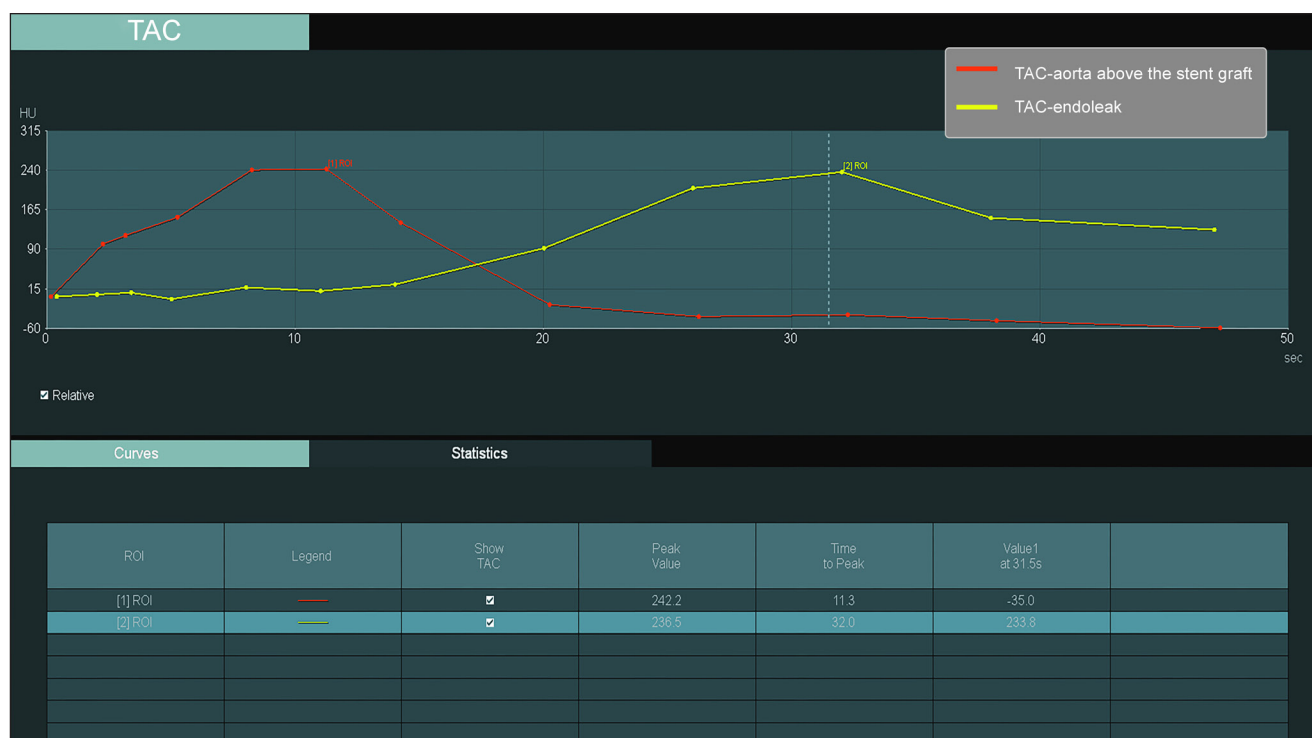 TAC
TAC-aorta above the stent graft
TAC-endoleak
HU
315
240
165
90
15
-60
[1] ROI
[2] ROI
0
10
20
30
40
50
sec
Relative
Curves
Statistics
ROI
Legend
Show
TAC
Peak
Value
Time
to Peak
Value1
at 31.5s
[1] ROI 242.2 11.3 -35.0
[2] ROI 236.5 32.0 233.8